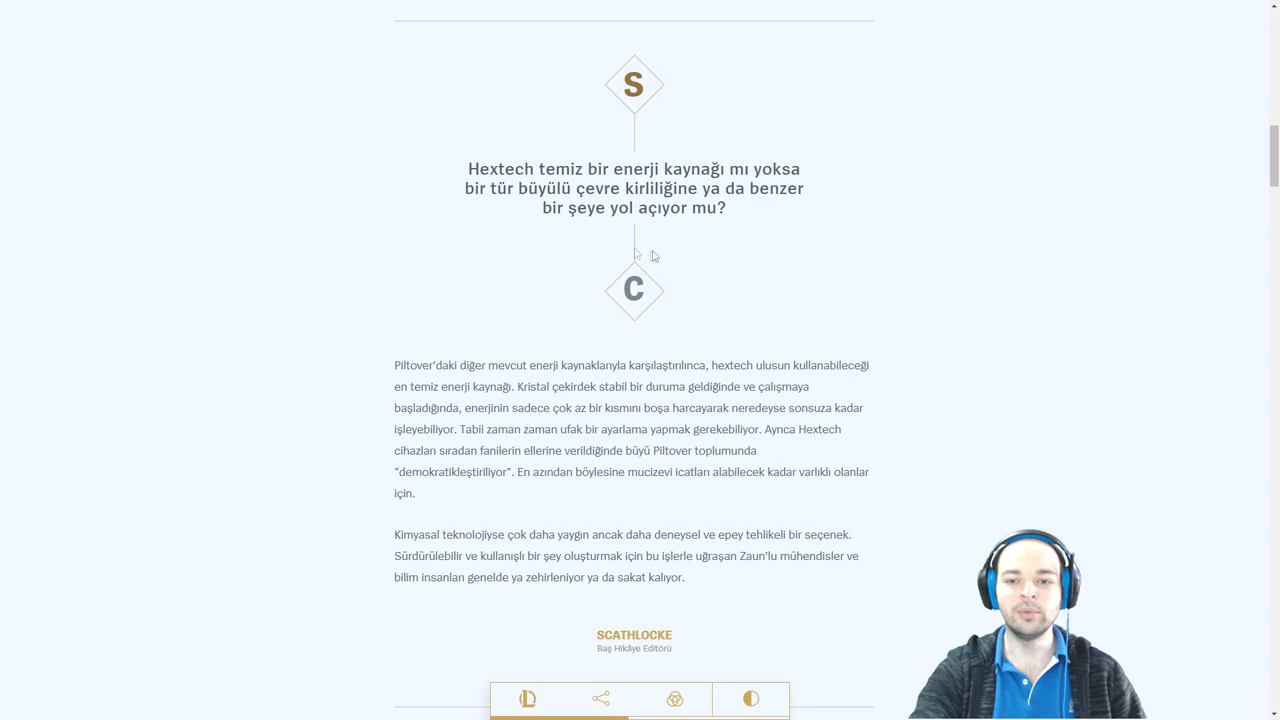 S
Hextech temiz bir enerji kaynağı mı yoksa
bir tür büyülü çevre kirliliğine ya da benzer
bir şeye yol açıyor mu?
C
Piltover'daki diğer mevcut enerji kaynaklarıyla karşılaştırılınca, hextech ulusun kullanabileceği
en temiz enerji kaynağı. Kristal çekirdek stabil bir duruma geldiğinde ve çalışmaya
başladığında, enerjinin sadece çok az bir kısmını boşa harcayarak neredeyse sonsuza kadar
işleyebiliyor. Tabii zaman zaman ufak bir ayarlama yapmak gerekebiliyor. Ayrıca Hextech
cihazları sıradan fanilerin ellerine verildiğinde büyü Piltover toplumunda
“demokratikleştiriliyor”. En azından böylesine mucizevi icatları alabilecek kadar varlıklı olanlar
için.
Kimyasal teknolojiyse çok daha yaygın ancak daha deneysel ve epey tehlikeli bir seçenek.
Sürdürülebilir ve kullanışlı bir şey oluşturmak için bu işlerle uğraşan Zaun'lu mühendisler ve
bilim insanları genelde ya zehirleniyor ya da sakat kalıyor.
SCATHLOCKE
Baş Hikâye Editörü